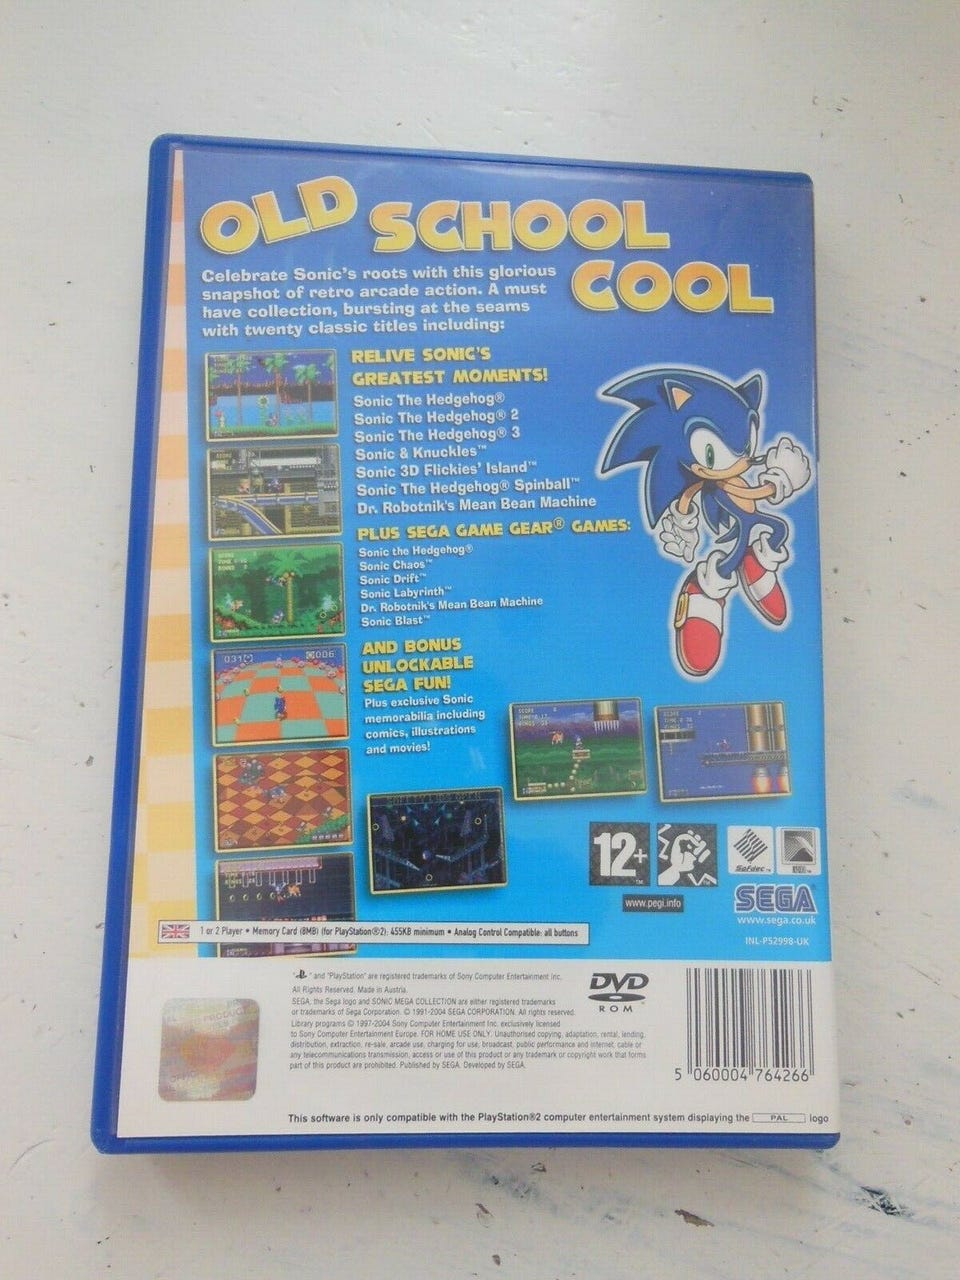 OLD SCHOOL
COOL
Celebrate Sonic's roots with this glorious
snapshot of retro arcade action. A must
have collection, bursting at the seams
with twenty classic titles including:
RELIVE SONIC'S
GREATEST MOMENTS!
Sonic The Hedgehog®
Sonic The Hedgehog® 2
Sonic The Hedgehog® 3
Sonic & Knuckles™
Sonic 3D Flickies' Island™
Sonic The Hedgehog® Spinball™
Dr. Robotnik's Mean Bean Machine
PLUS SEGA GAME GEAR® GAMES:
Sonic the Hedgehog®
Sonic Chaos™
Sonic Drift™
Sonic Labyrinth™
Dr. Robotnik's Mean Bean Machine
Sonic Blast™
AND BONUS
UNLOCKABLE
SEGA FUN!
Plus exclusive Sonic
memorabilia including
comics, illustrations
and movies!
12+
www.pegi.info
Sofdec™
SEGA®
www.sega.co.uk
INL-P52998-UK
1 or 2 Player • Memory Card (8MB) (for PlayStation®2): 455KB minimum • Analog Control Compatible: all buttons
" " and "PlayStation" are registered trademarks of Sony Computer Entertainment Inc.
All Rights Reserved. Made in Austria.
SEGA, the Sega logo and SONIC MEGA COLLECTION are either registered trademarks
or trademarks of Sega Corporation. © 1991-2004 SEGA CORPORATION. All rights reserved.
Library programs © 1997-2004 Sony Computer Entertainment Inc. exclusively licensed
to Sony Computer Entertainment Europe. FOR HOME USE ONLY. Unauthorised copying, adaptation, rental, lending,
distribution, extraction, re-sale, arcade use, charging for use, broadcast, public performance and internet, cable or
any telecommunications transmission, access or use of this product or any trademark or copyright work that forms
part of this product are prohibited. Published by SEGA. Developed by SEGA.
DVD
ROM
5 060004 764266
This software is only compatible with the PlayStation®2 computer entertainment system displaying the PAL logo